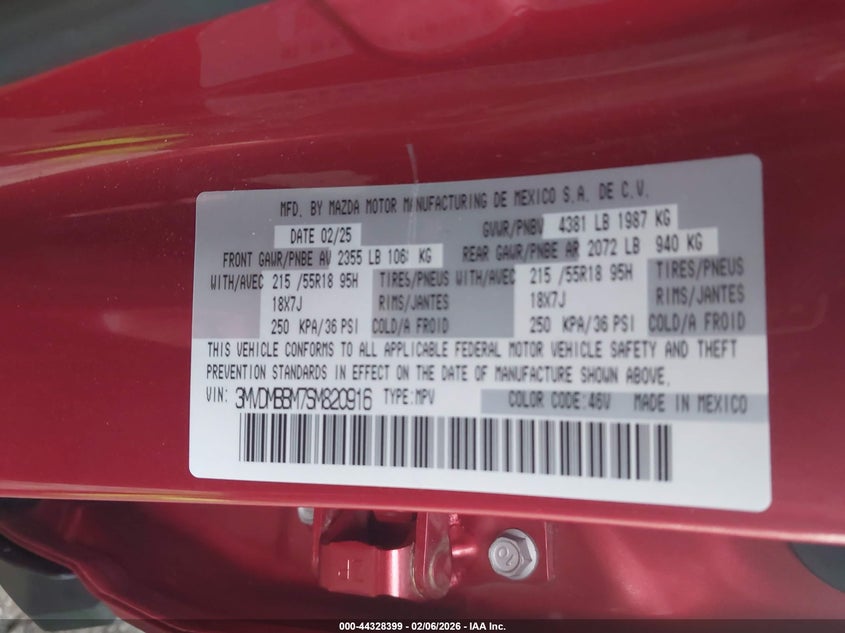 MFD. BY MAZDA MOTOR MANUFACTURING DE MEXICO S.A. DE C.V.
DATE 02/25 GVWR/PNBV 4381 LB 1987 KG
FRONT GAWR/PNBE AV 2355 LB KG REAR GAWR/PNBE AR 2072 LB 940 KG
WITH/AVEC 215 /55R18 95H TIRES/PNEUS WITH/AVEC 215 /55R18 95H TIRES/PNEUS
18X7J RIMS/JANTES 18X7J RIMS/JANTES
250 KPA/36 PSI COLD/A FROID 250 KPA/36 PSI COLD/A FROID
THIS VEHICLE CONFORMS TO ALL APPLICABLE FEDERAL MOTOR VEHICLE SAFETY AND THEFT
PREVENTION STANDARDS IN EFFECT ON THE DATE OF MANUFACTURE SHOWN ABOVE.
VIN: 3MVDMBBM7SM820916 TYPE:MPV COLOR CODE:46V MADE IN MEXICO
000-44328399 - 02/06/2026 - IAA Inc.